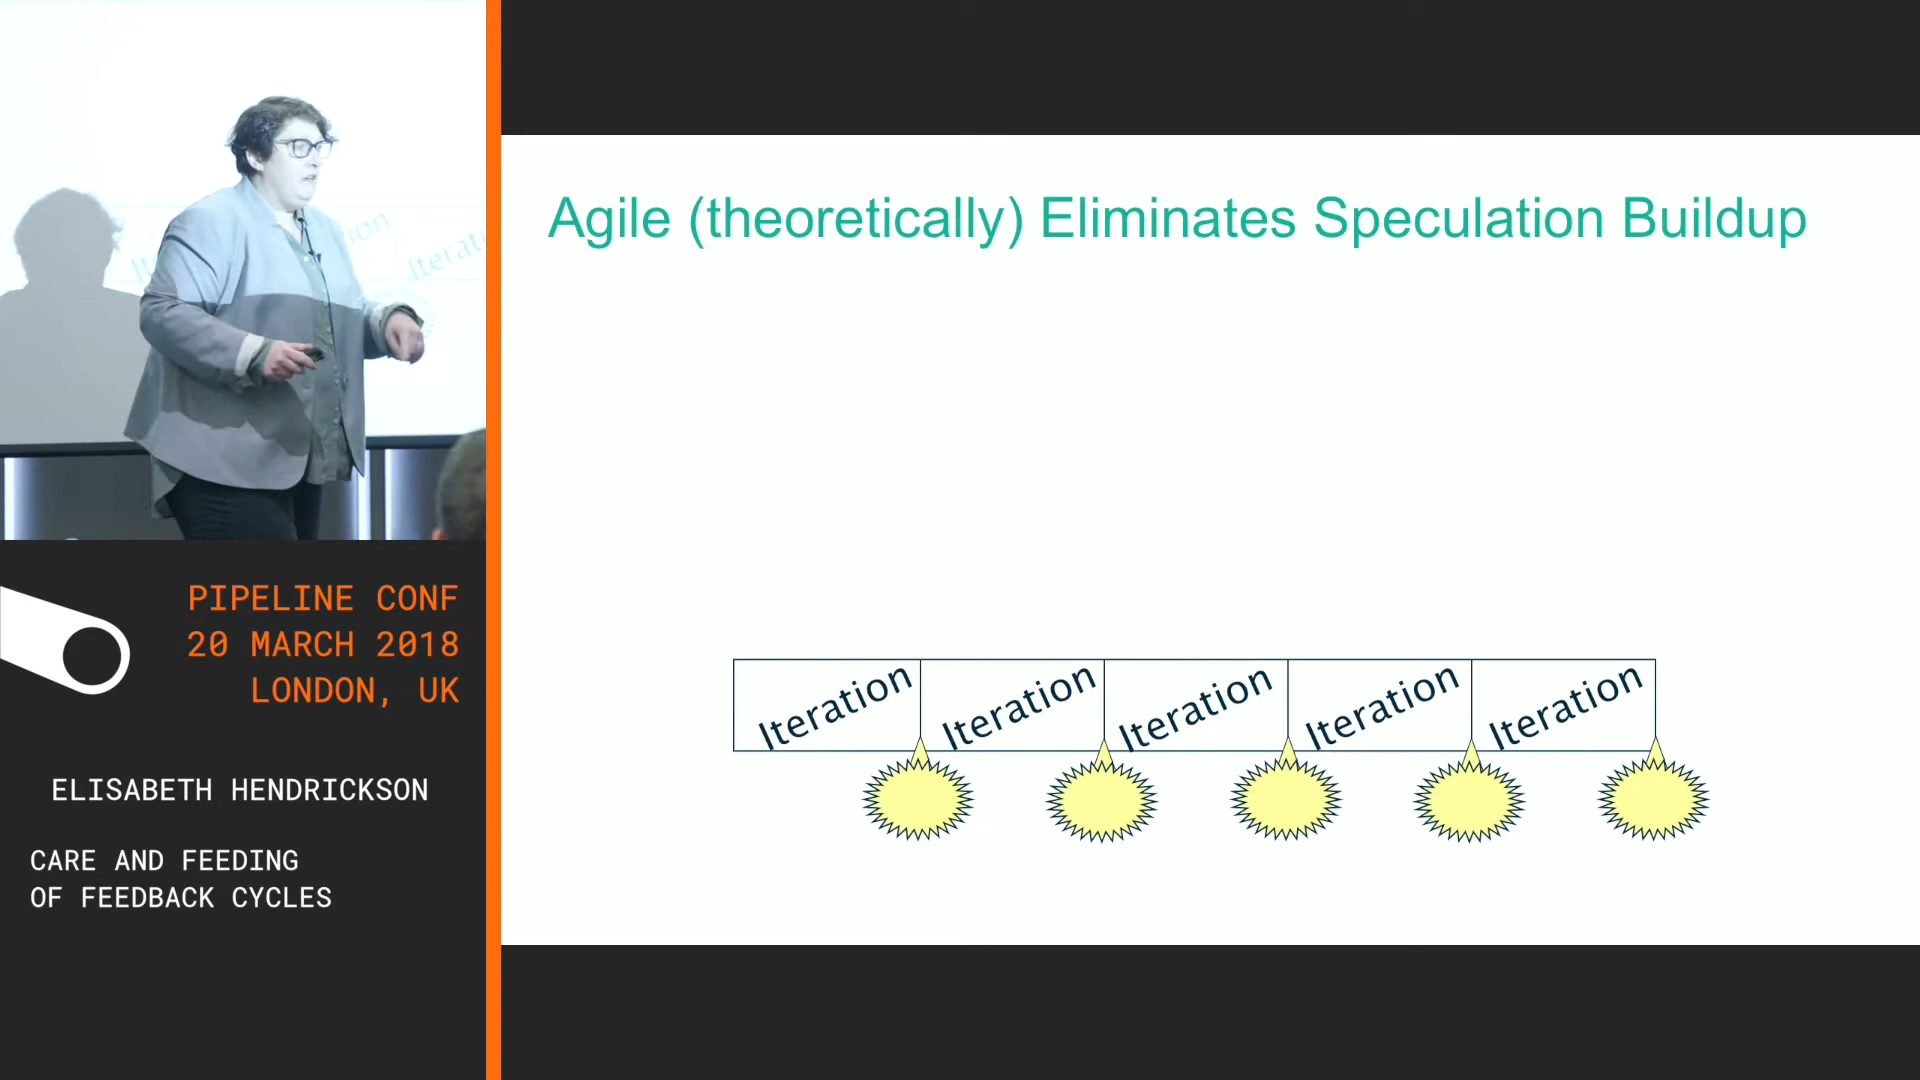 Agile (theoretically) Eliminates Speculation Buildup
Iteration Iteration Iteration Iteration Iteration
PIPELINE CONF
20 MARCH 2018
LONDON, UK
ELISABETH HENDRICKSON
CARE AND FEEDING
OF FEEDBACK CYCLES